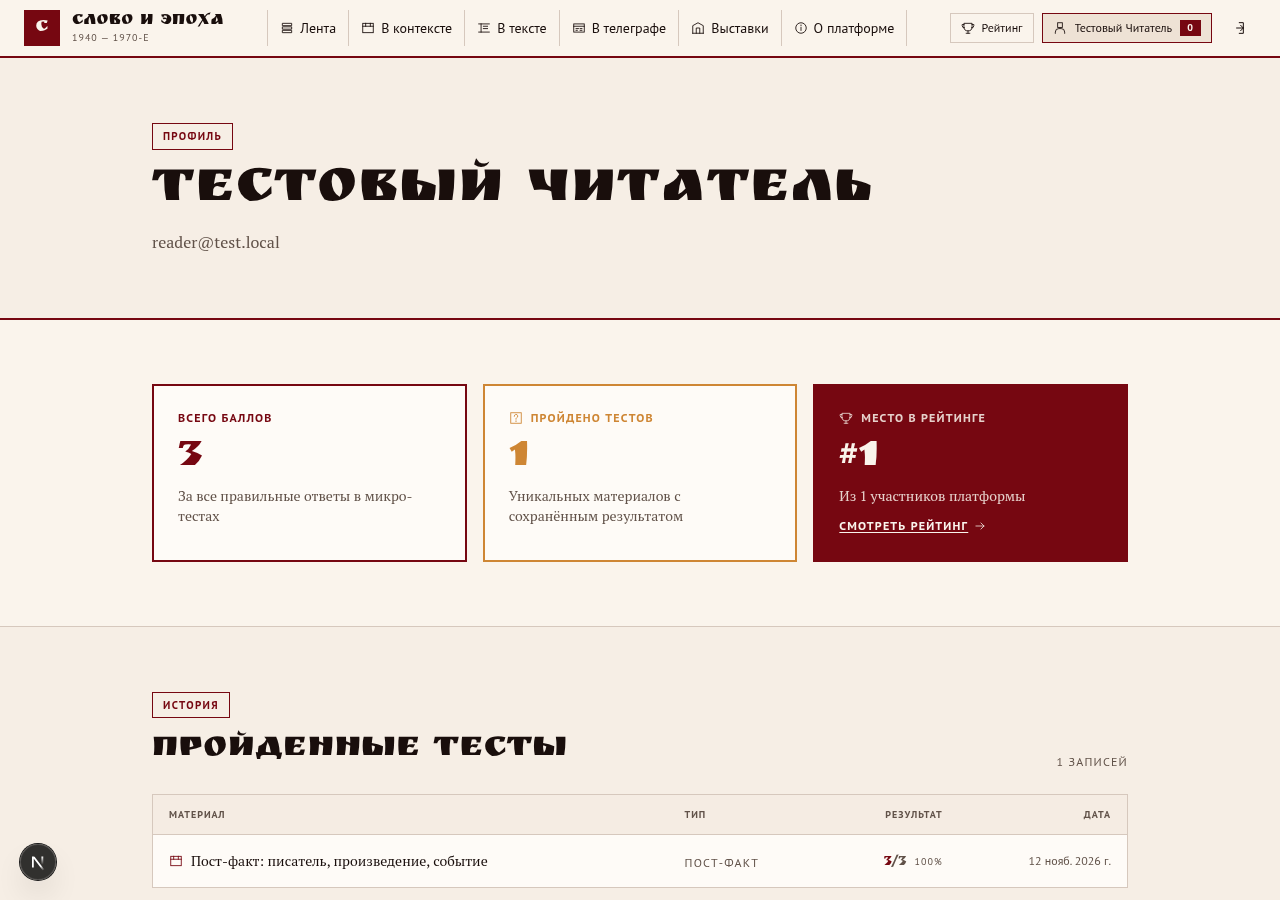 С
слово и эпоха
1940 — 1970-Е
Лента
В контексте
В тексте
В телеграфе
Выставки
О платформе
Рейтинг
Тестовый Читатель 0
ПРОФИЛЬ
ТЕСТОВЫЙ ЧИТАТЕЛЬ
reader@test.local
ВСЕГО БАЛЛОВ
3
За все правильные ответы в микро-
тестах
ПРОЙДЕНО ТЕСТОВ
1
Уникальных материалов с
сохранённым результатом
МЕСТО В РЕЙТИНГЕ
#1
Из 1 участников платформы
СМОТРЕТЬ РЕЙТИНГ →
ИСТОРИЯ
ПРОЙДЕННЫЕ ТЕСТЫ
1 ЗАПИСЕЙ
МАТЕРИАЛ ТИП РЕЗУЛЬТАТ ДАТА
Пост-факт: писатель, произведение, событие ПОСТ-ФАКТ 3/3 100% 12 нояб. 2026 г.
N